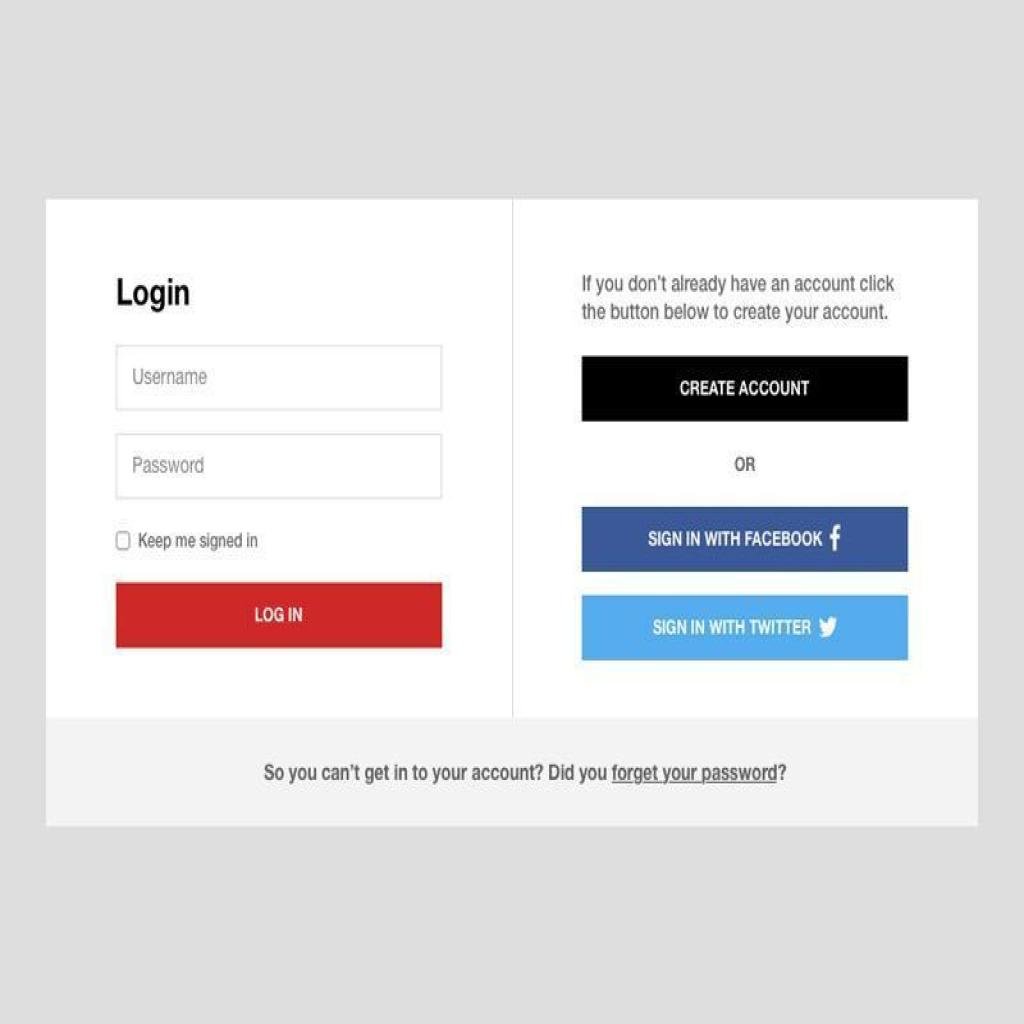 Login
Username
Password
Keep me signed in
LOG IN
If you don't already have an account click
the button below to create your account.
CREATE ACCOUNT
OR
SIGN IN WITH FACEBOOK
SIGN IN WITH TWITTER
So you can't get in to your account? Did you forget your password?